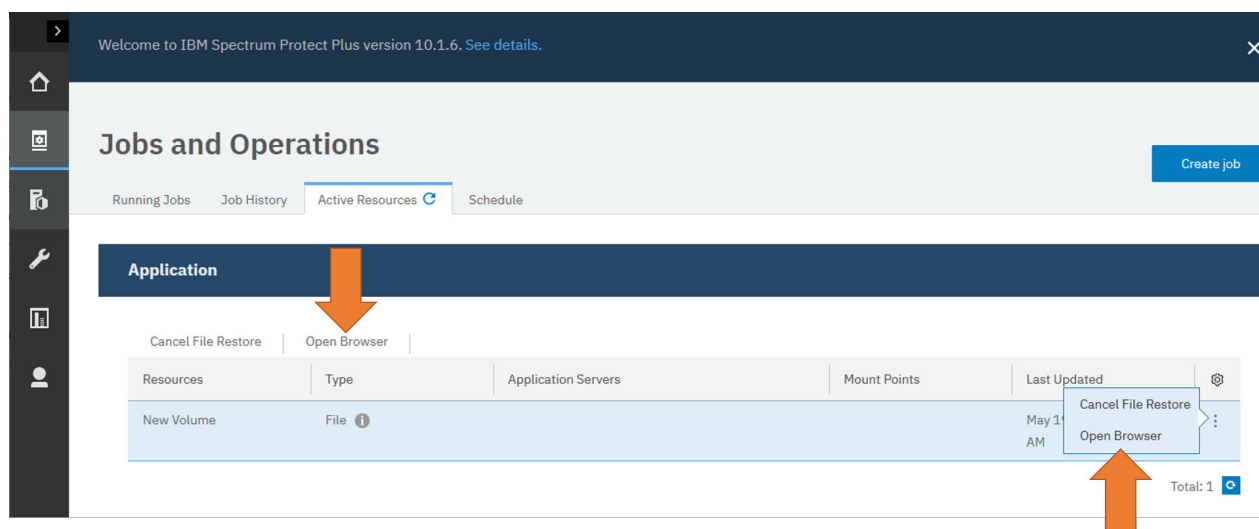 Welcome to IBM Spectrum Protect Plus version 10.1.6. See details.
Jobs and Operations
Create job
Running Jobs Job History Active Resources Schedule
Application
Cancel File Restore Open Browser
Resources Type Application Servers Mount Points Last Updated
New Volume File May 1
AM
Cancel File Restore
Open Browser
Total: 1